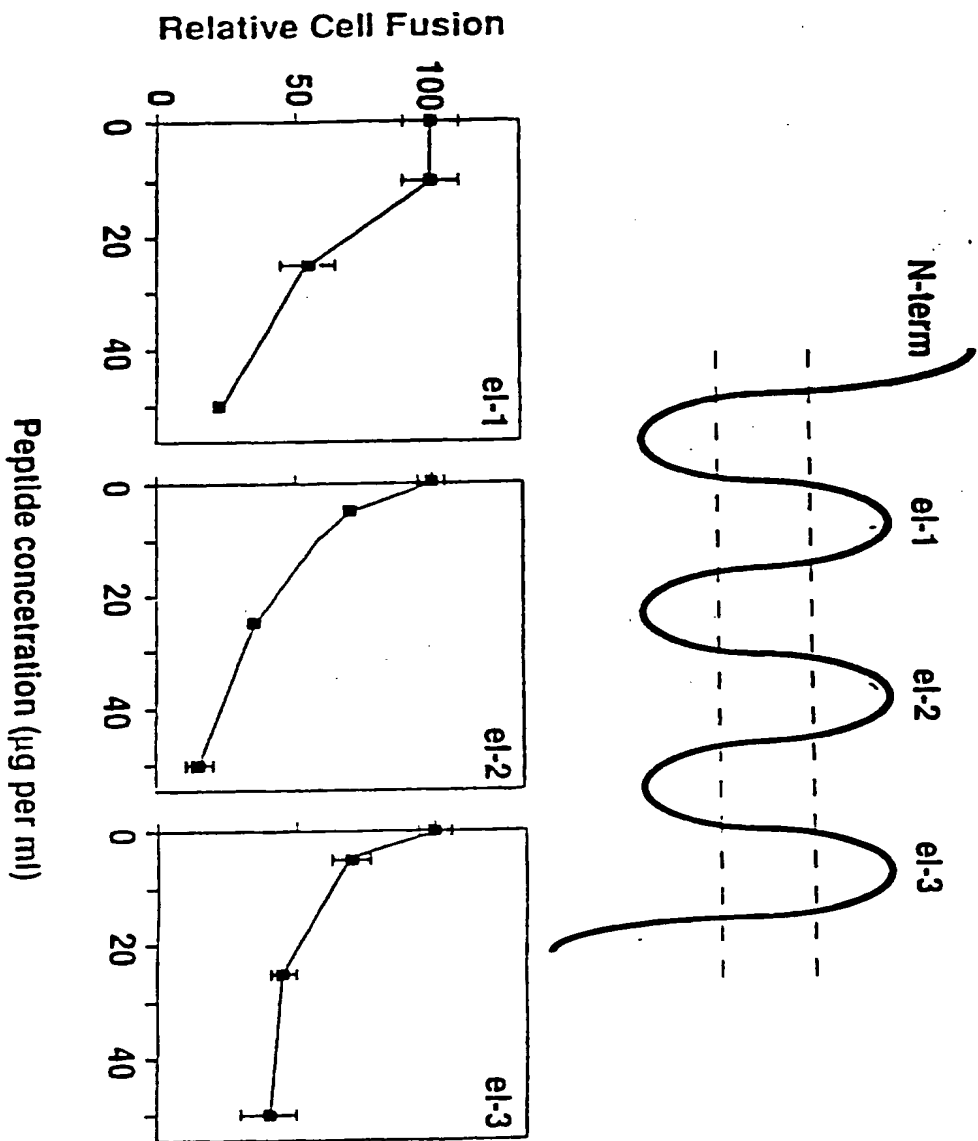 N-term
el-1
el-2
el-3
Relative Cell Fusion
100
50
0
el-1
0 20 40
el-2
0 20 40
el-3
0 20 40
Peptide concetration (µg per ml)